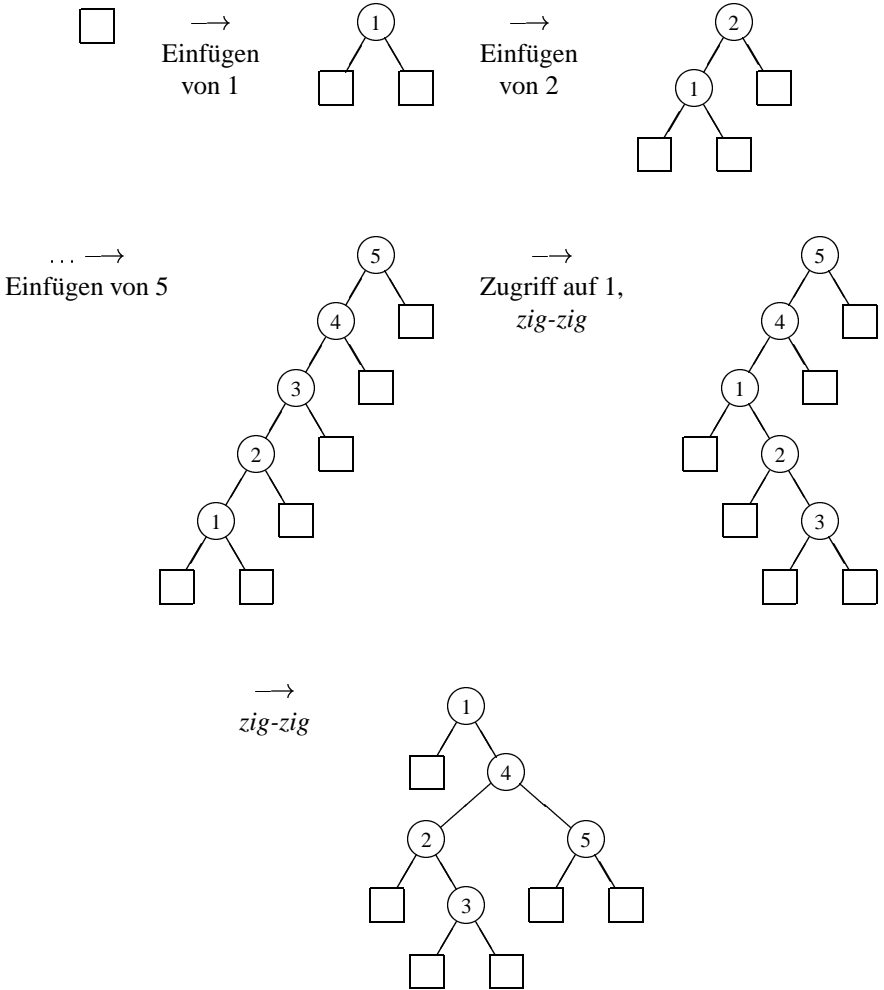 ⟶
Einfügen
von 1
1
⟶
Einfügen
von 2
2
1
... ⟶
Einfügen von 5
5
4
3
2
1
⟶
Zugriff auf 1,
zig-zig
5
4
1
2
3
⟶
zig-zig
1
4
2
5
3